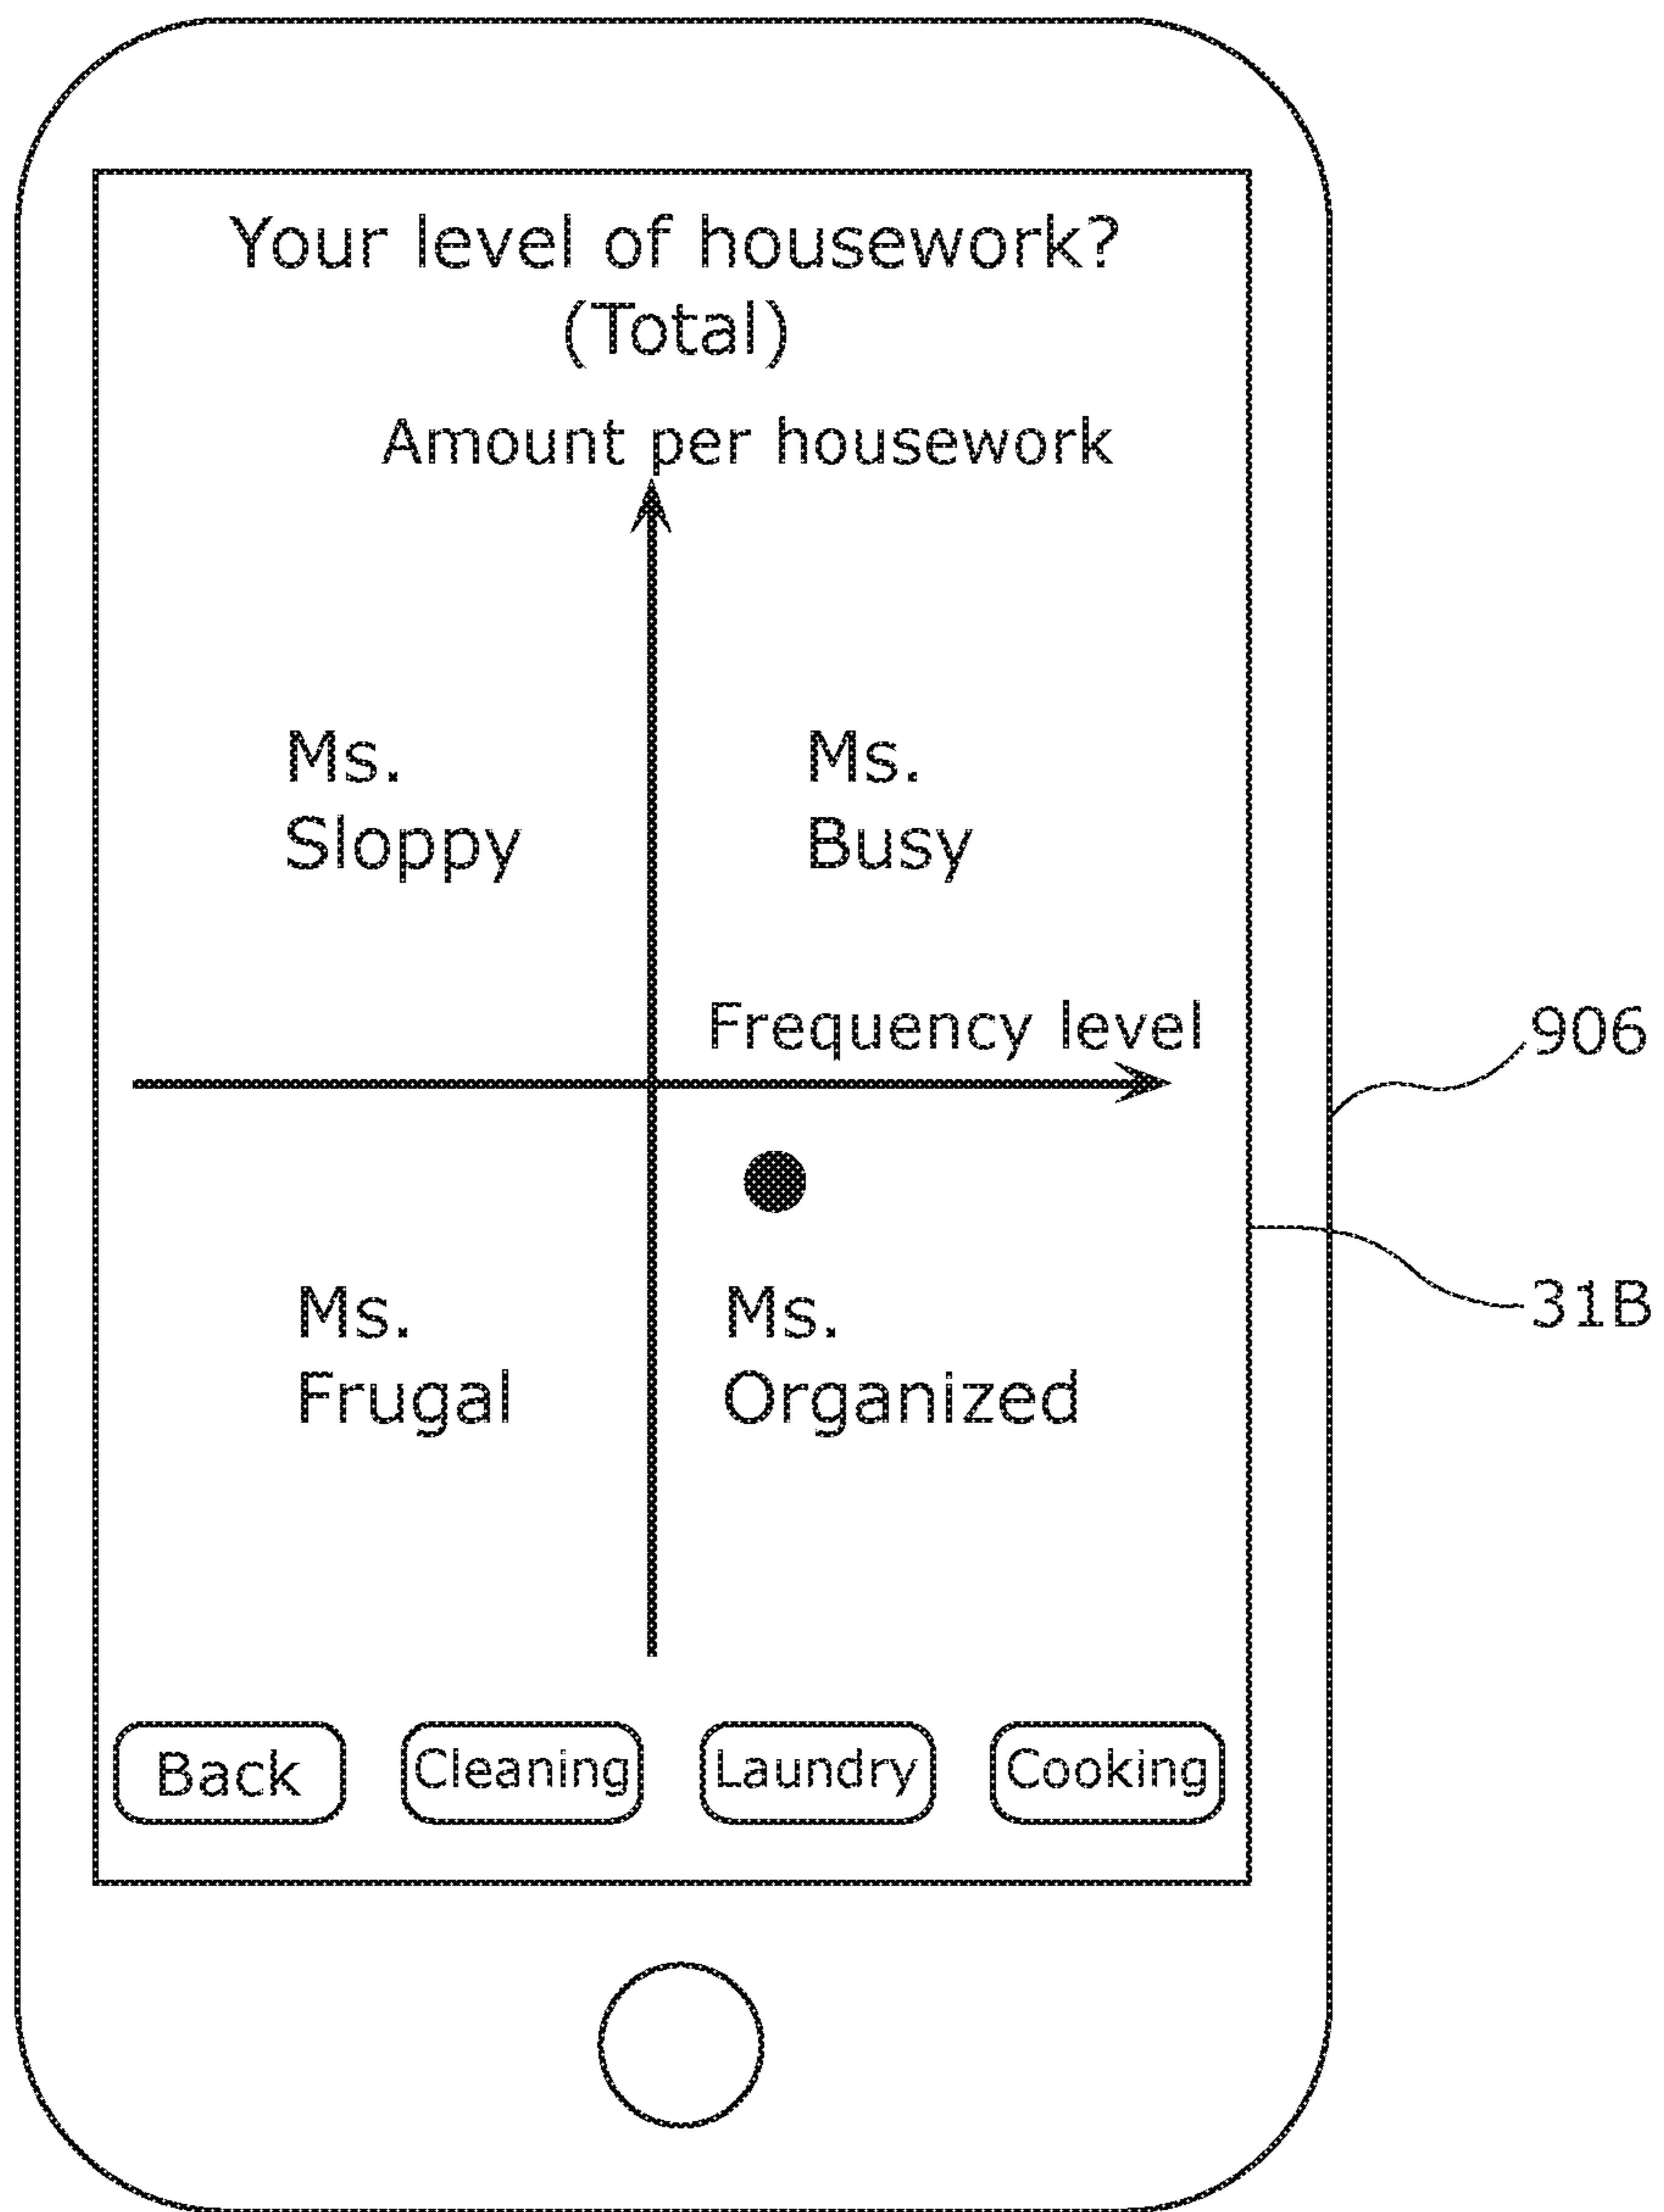 Your level of housework?
(Total)
Amount per housework
Ms.
Sloppy
Ms.
Busy
Frequency level
906
31B
Ms.
Frugal
Ms.
Organized
Back
Cleaning
Laundry
Cooking